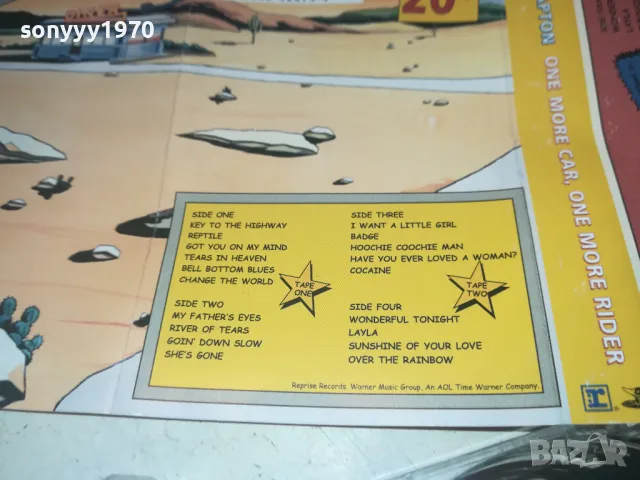 sonyyy1970
20
SIDE ONE
KEY TO THE HIGHWAY
REPTILE
GOT YOU ON MY MIND
TEARS IN HEAVEN
BELL BOTTOM BLUES
CHANGE THE WORLD
TAPE
ONE
SIDE TWO
MY FATHER'S EYES
RIVER OF TEARS
GOIN' DOWN SLOW
SHE'S GONE
SIDE THREE
I WANT A LITTLE GIRL
BADGE
HOOCHIE COOCHIE MAN
HAVE YOU EVER LOVED A WOMAN?
COCAINE
TAPE
TWO
SIDE FOUR
WONDERFUL TONIGHT
LAYLA
SUNSHINE OF YOUR LOVE
OVER THE RAINBOW
Reprise Records. Warner Music Group, An AOL Time Warner Company.
APTON ONE MORE CAR, ONE MORE RIDER
BAZAR